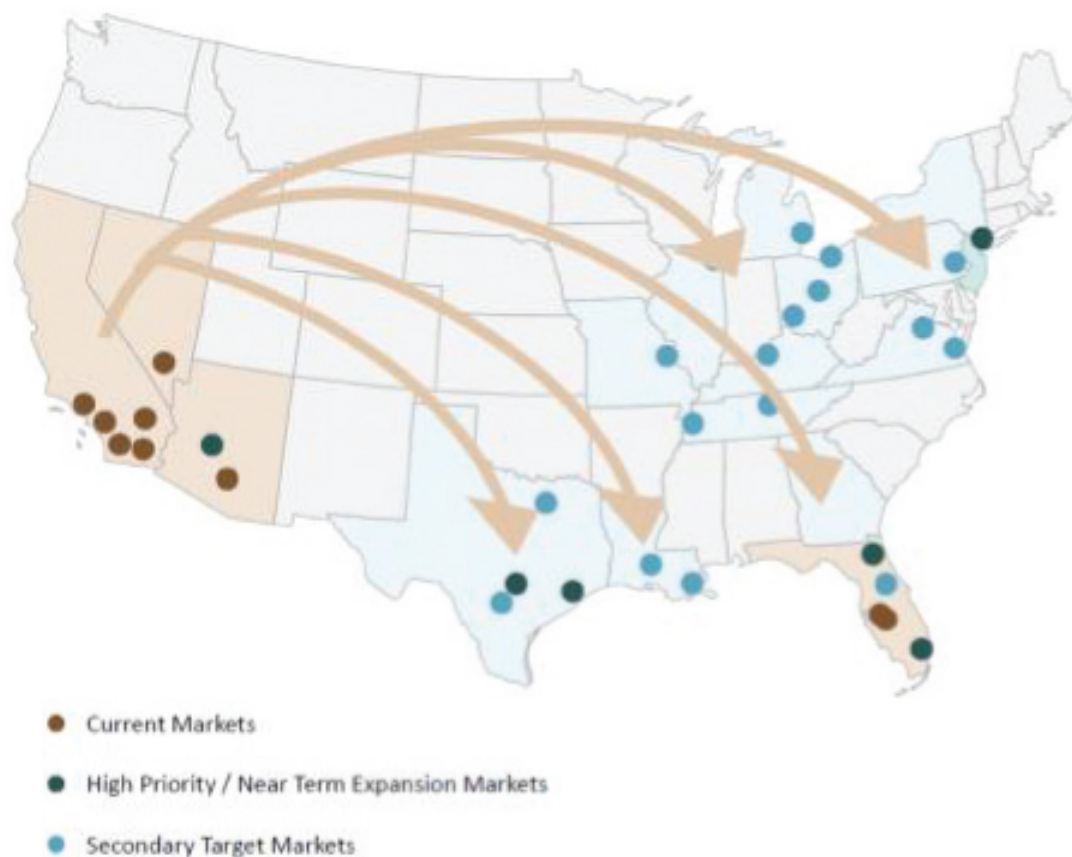 Current Markets
High Priority / Near Term Expansion Markets
Secondary Target Markets